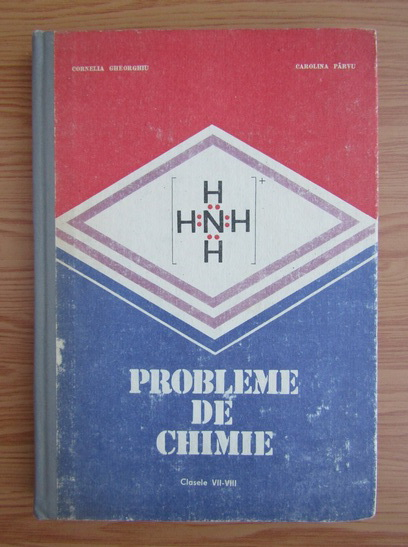 CORNELIA GHEORGHIU
CAROLINA PÂRVU
H
H:N:H
H
+
PROBLEME
DE
CHIMIE
Clasele VII-VIII